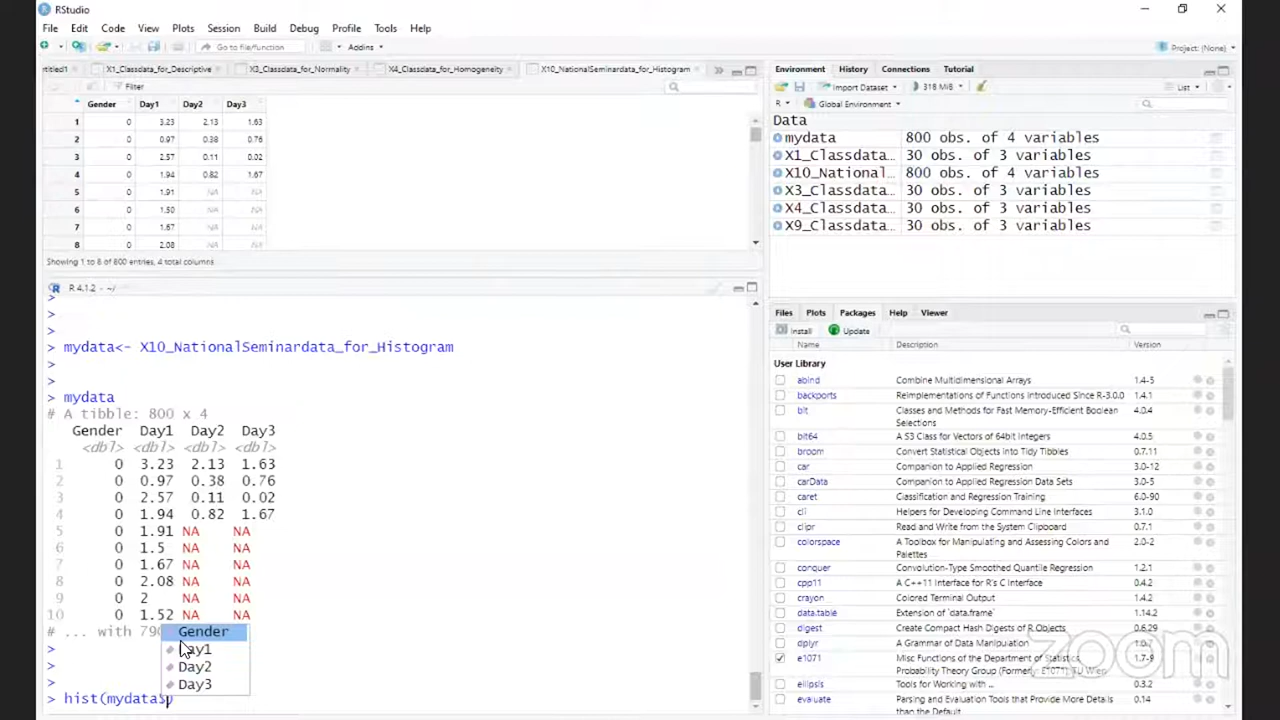 RStudio
File Edit Code View Plots Session Build Debug Profile Tools Help
Go to file/function
Addins
Project: (None)
ntitled1
X1_Classdata_for_Descriptive
X3_Classdata_for_Normality
X4_Classdata_for_Homogeneity
X10_NationalSeminardata_for_Histogram
Filter
Gender Day1 Day2 Day3
1 0 3.23 2.13 1.63
2 0 0.97 0.38 0.76
3 0 2.57 0.11 0.02
4 0 1.94 0.82 1.67
5 0 1.91 NA NA
6 0 1.50 NA NA
7 0 1.67 NA NA
8 0 2.08 NA NA
Showing 1 to 8 of 800 entries, 4 total columns
R 4.1.2 · ~/
>
>
>
> mydata<- X10_NationalSeminardata_for_Histogram
>
>
> mydata
# A tibble: 800 x 4
Gender Day1 Day2 Day3
<dbl> <dbl> <dbl> <dbl>
1 0 3.23 2.13 1.63
2 0 0.97 0.38 0.76
3 0 2.57 0.11 0.02
4 0 1.94 0.82 1.67
5 0 1.91 NA NA
6 0 1.5 NA NA
7 0 1.67 NA NA
8 0 2.08 NA NA
9 0 2 NA NA
10 0 1.52 NA NA
# ... with 79
>
>
>
> hist(mydata$)
Gender
Day1
Day2
Day3
Environment History Connections Tutorial
Import Dataset 318 MiB List
R Global Environment
Data
mydata 800 obs. of 4 variables
X1_Classdata… 30 obs. of 3 variables
X10_National… 800 obs. of 4 variables
X3_Classdata… 30 obs. of 3 variables
X4_Classdata… 30 obs. of 3 variables
X9_Classdata… 30 obs. of 3 variables
Files Plots Packages Help Viewer
Install Update
Name Description Version
User Library
abind Combine Multidimensional Arrays 1.4-5
backports Reimplementations of Functions Introduced Since R-3.0.0 1.4.1
bit Classes and Methods for Fast Memory-Efficient Boolean Selections 4.0.4
bit64 A S3 Class for Vectors of 64bit Integers 4.0.5
broom Convert Statistical Objects into Tidy Tibbles 0.7.11
car Companion to Applied Regression 3.0-12
carData Companion to Applied Regression Data Sets 3.0-5
caret Classification and Regression Training 6.0-90
cli Helpers for Developing Command Line Interfaces 3.1.0
clipr Read and Write from the System Clipboard 0.7.1
colorspace A Toolbox for Manipulating and Assessing Colors and Palettes 2.0-2
conquer Convolution-Type Smoothed Quantile Regression 1.2.1
cpp11 A C++11 Interface for R's C Interface 0.4.2
crayon Colored Terminal Output 1.4.2
data.table Extension of `data.frame` 1.14.2
digest Create Compact Hash Digests of R Objects 0.6.29
dplyr A Grammar of Data Manipulation
e1071 Misc Functions of the Department of Statistics, Probability Theory Group (Formerly: E1071), TU Wien 1.7-9
ellipsis Tools for Working with ... 0.3.2
evaluate Parsing and Evaluation Tools that Provide More Details than the Default 0.14
zoom